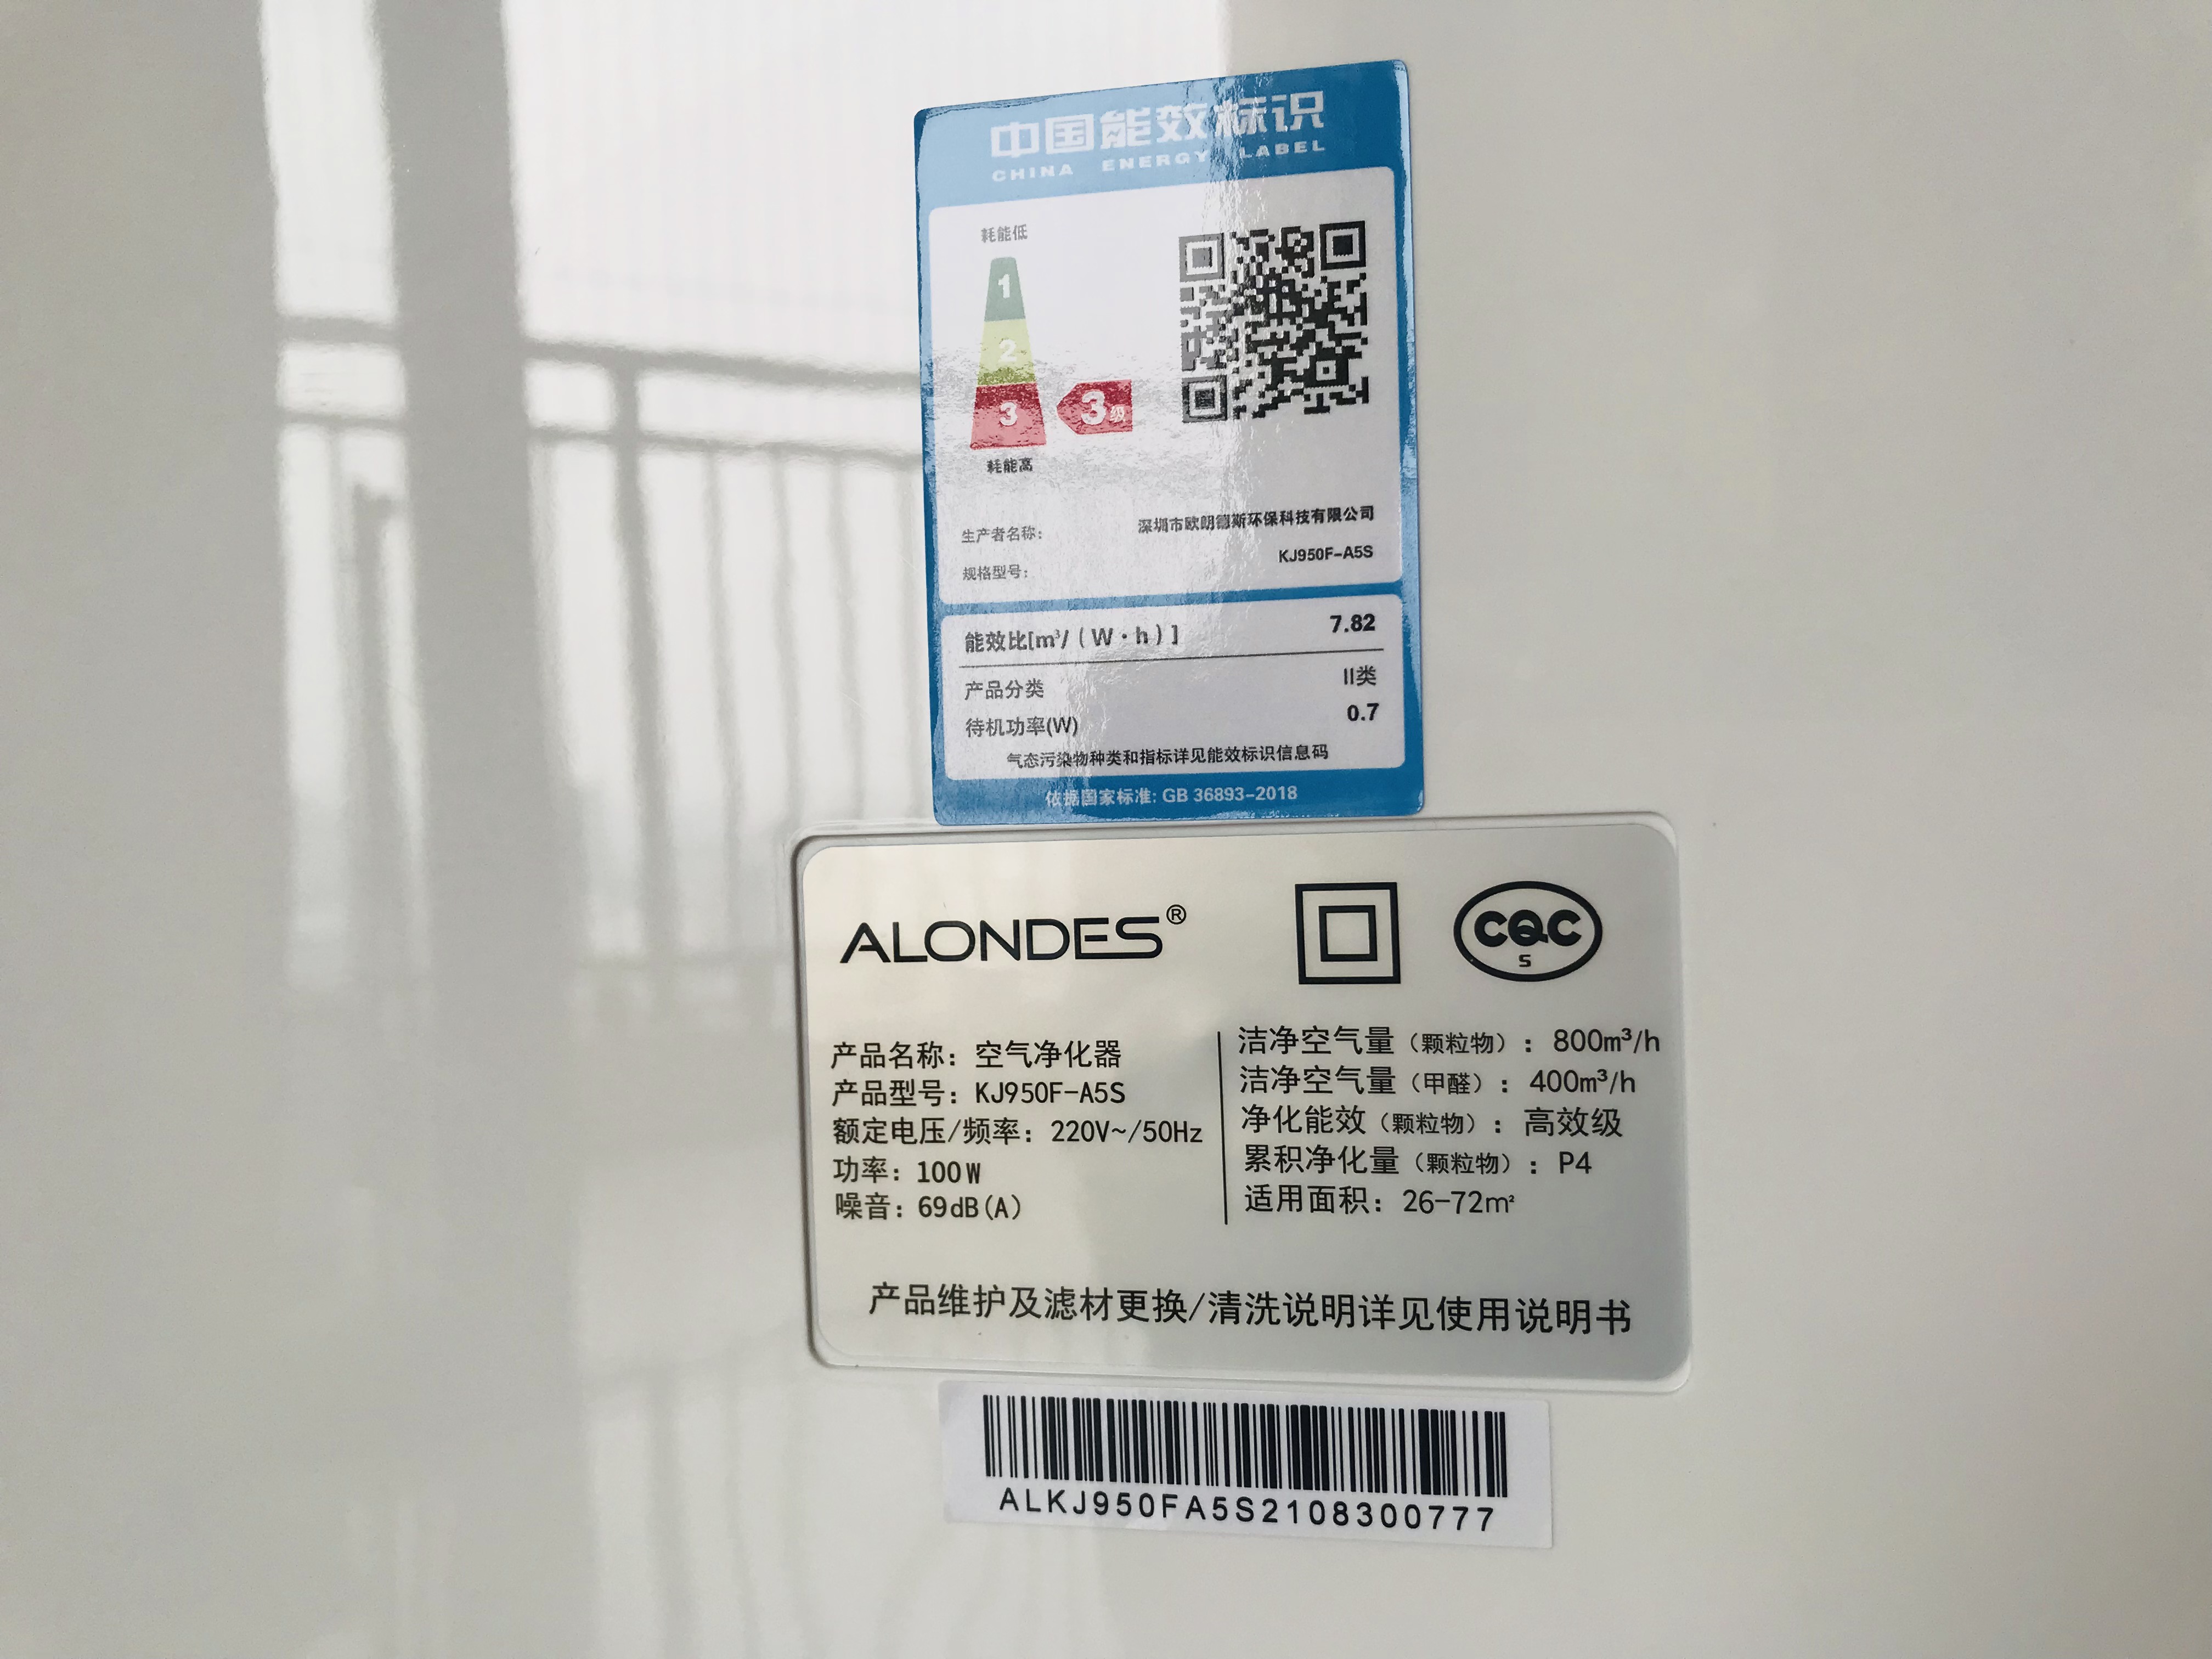 中国能效标识
CHINA ENERGY LABEL
耗能低
1
2
3
3级
耗能高
生产者名称: 深圳市欧朗德斯环保科技有限公司
规格型号: KJ950F-A5S
能效比[m³/(W·h)] 7.82
产品分类 II类
待机功率(W) 0.7
气态污染物种类和指标详见能效标识信息码
依据国家标准: GB 36893-2018
ALONDES®
CQC
S
产品名称: 空气净化器
产品型号: KJ950F-A5S
额定电压/频率: 220V~/50Hz
功率: 100W
噪音: 69dB(A)
洁净空气量（颗粒物）: 800m³/h
洁净空气量（甲醛）: 400m³/h
净化能效（颗粒物）: 高效级
累积净化量（颗粒物）: P4
适用面积: 26-72m²
产品维护及滤材更换/清洗说明详见使用说明书
ALKJ950FA5S2108300777